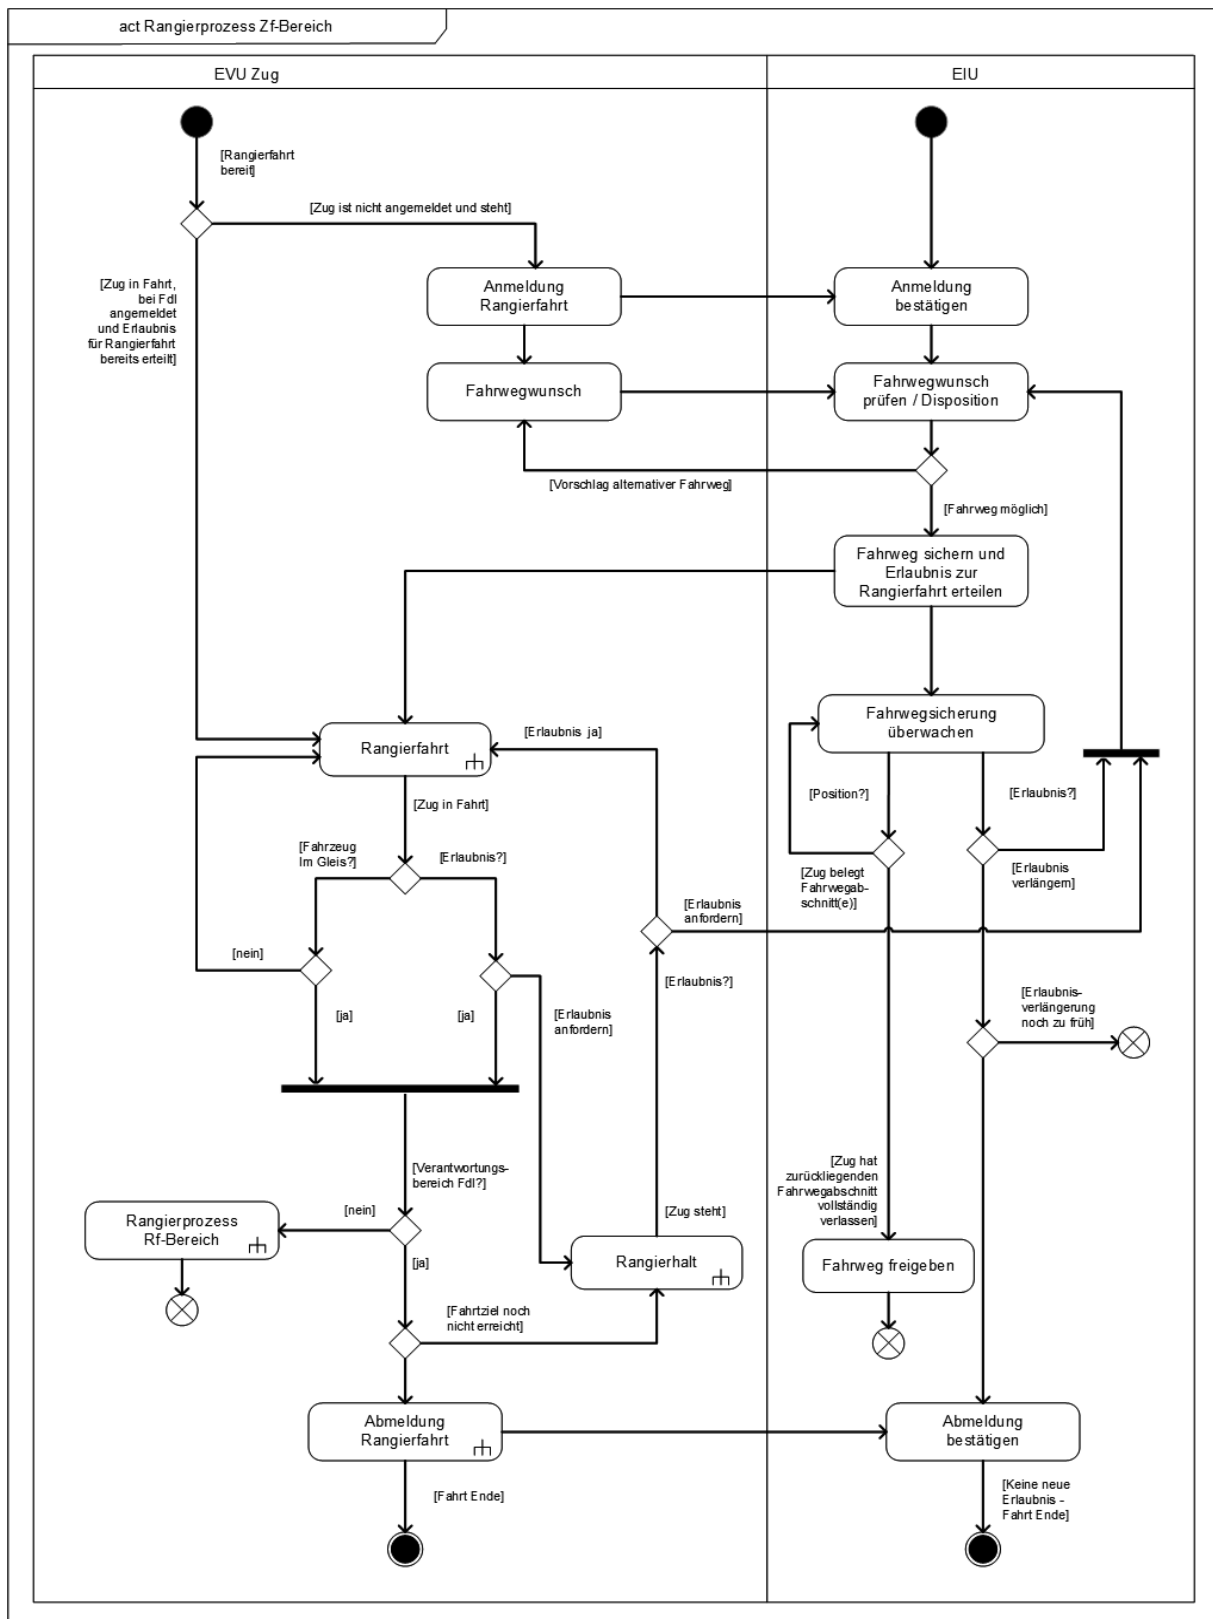 act Rangierprozess Zf-Bereich
EVU Zug
EIU
[Rangierfahrt
bereit]
[Zug ist nicht angemeldet und steht]
[Zug in Fahrt,
bei Fdl
angemeldet
und Erlaubnis
für Rangierfahrt
bereits erteilt]
Anmeldung
Rangierfahrt
Anmeldung
bestätigen
Fahrwegwunsch
Fahrwegwunsch
prüfen / Disposition
[Vorschlag alternativer Fahrweg]
[Fahrweg möglich]
Fahrweg sichern und
Erlaubnis zur
Rangierfahrt erteilen
Fahrwegsicherung
überwachen
Rangierfahrt
[Erlaubnis ja]
[Zug in Fahrt]
[Position?]
[Erlaubnis?]
[Fahrzeug
Im Gleis?]
[Erlaubnis?]
[Zug belegt
Fahrwegab-
schnitt(e)]
[Erlaubnis
verlängern]
[Erlaubnis
anfordern]
[nein]
[Erlaubnis?]
[ja]
[ja]
[Erlaubnis
anfordern]
[Erlaubnis-
verlängerung
noch zu früh]
[Verantwortungs-
bereich Fdl?]
[Zug hat
zurückliegenden
Fahrwegabschnitt
vollständig
verlassen]
Rangierprozess
Rf-Bereich
[nein]
[Zug steht]
[ja]
Rangierhalt
Fahrweg freigeben
[Fahrtziel noch
nicht erreicht]
Abmeldung
Rangierfahrt
Abmeldung
bestätigen
[Fahrt Ende]
[Keine neue
Erlaubnis -
Fahrt Ende]